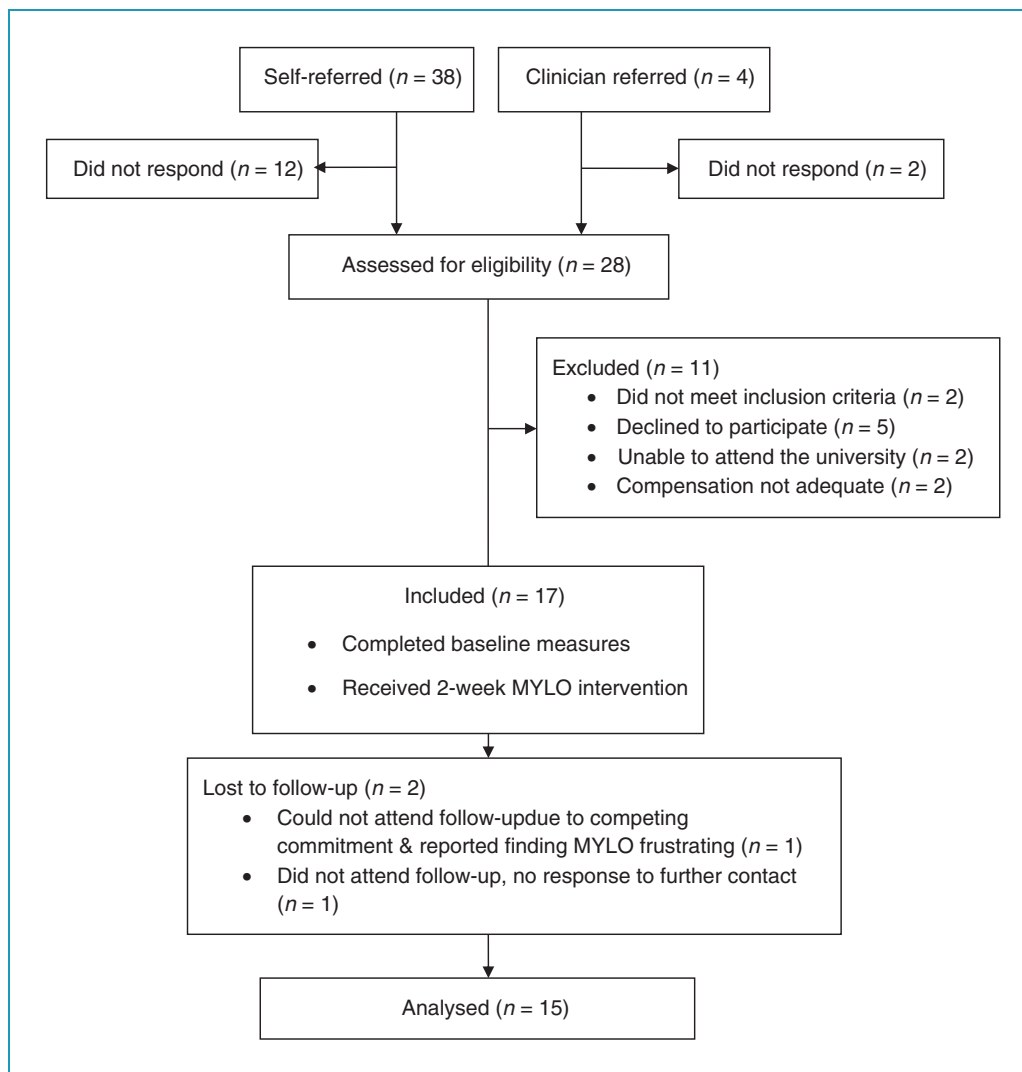 Self-referred (n = 38)
Clinician referred (n = 4)
Did not respond (n = 12)
Did not respond (n = 2)
Assessed for eligibility (n = 28)
Excluded (n = 11)
• Did not meet inclusion criteria (n = 2)
• Declined to participate (n = 5)
• Unable to attend the university (n = 2)
• Compensation not adequate (n = 2)
Included (n = 17)
• Completed baseline measures
• Received 2-week MYLO intervention
Lost to follow-up (n = 2)
• Could not attend follow-updue to competing
commitment & reported finding MYLO frustrating (n = 1)
• Did not attend follow-up, no response to further contact
(n = 1)
Analysed (n = 15)